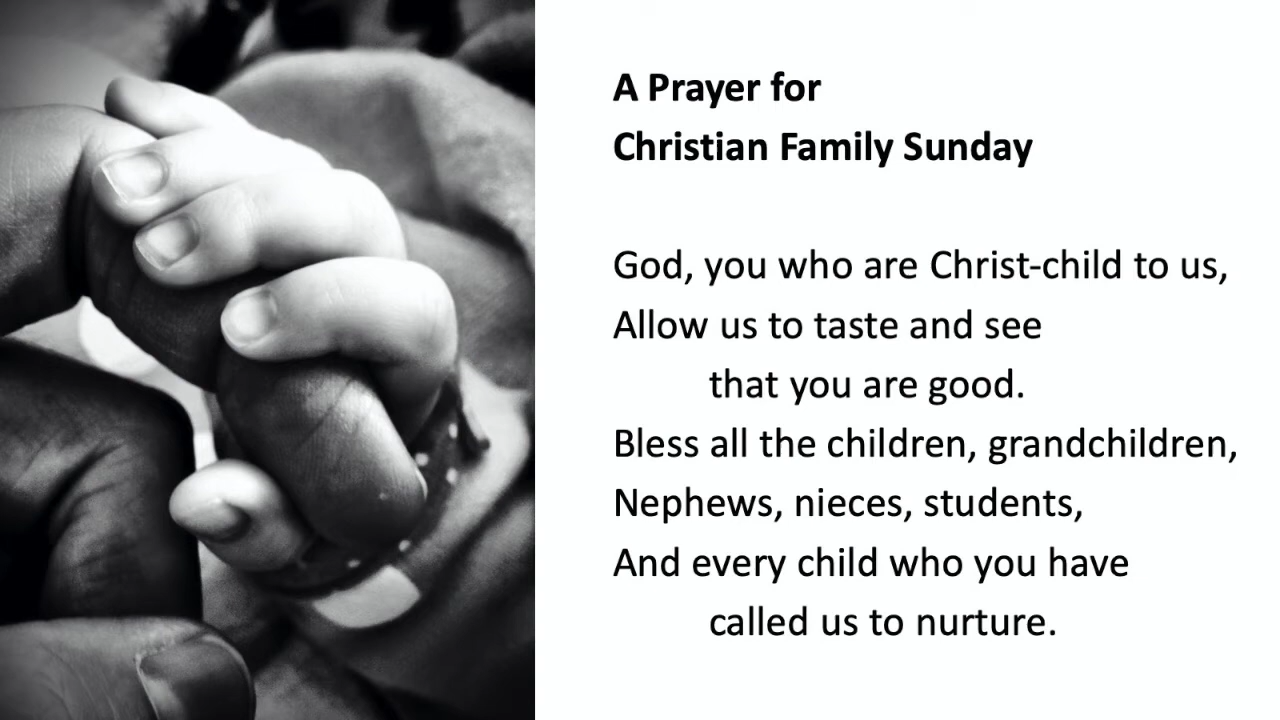 A Prayer for
Christian Family Sunday
God, you who are Christ-child to us,
Allow us to taste and see
that you are good.
Bless all the children, grandchildren,
Nephews, nieces, students,
And every child who you have
called us to nurture.